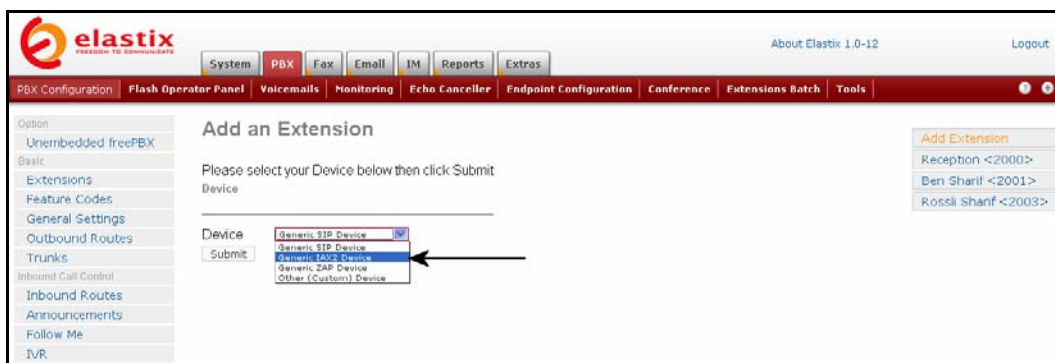 elastix
FREEDOM TO COMMUNICATE
About Elastix 1.0-12
Logout
System PBX Fax Email IM Reports Extras
PBX Configuration Flash Operator Panel Voicemails Monitoring Echo Canceller Endpoint Configuration Conference Extensions Batch Tools
Option
Unembedded freePBX
Basic
Extensions
Feature Codes
General Settings
Outbound Routes
Trunks
Inbound Call Control
Inbound Routes
Announcements
Follow Me
IVR
Add an Extension
Please select your Device below then click Submit
Device
Device Generic SIP Device
Generic SIP Device
Generic IAX2 Device
Generic ZAP Device
Other (Custom) Device
Submit
Add Extension
Reception <2000>
Ben Sharif <2001>
Rossli Sharif <2003>